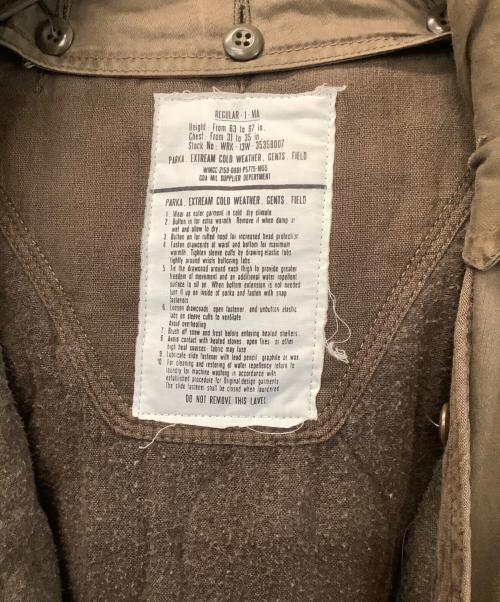 REGULAR - I - MA
Height: From 63 to 67 in.
Chest: From 31 to 35 in.
Stock No. WRK - 13W - 35358007
PARKA, EXTREAM COLD WEATHER, GENTS, FIELD
COA MIL SUPPLIER DEPERTMENT
PARKA, EXTREAM COLD WEATHER, GENTS, FIELD
1. Wear as outer garment in cold dry climate
2. Button in for extra warmth. Remove it when damp or
wet and allow to dry.
3. Button on fur ruffed hood for increased head protection.
4. Fasten drawcords at waist and bottom for maximum
warmth. Tighten sleeve cuffs by drawing elastic tabs
tightly around wrists buttoning tabs
5. Tie the drawcoad around each thigh to provide greater
freedom of movement and an additional water repellent
surface to sit on. When bottom extension is not needed
turn it up on inside of parka and fasten with snap
fasteners
6. Loosen drawcoads, open fastener, and unbutton elastic
tabs on sleeve cuffs to ventilate
Avoid overheating
7. Brush off snow and frost before entering heated shelters
8. Avoid contact with heated stoves, open fires, or other
high heat sources: fabric may fuse
9. Lubricate slide fastener with lead pencil, graphite or wax
10. For cleaning and restoring of water repellency return to
laundry for machine washing in accordance with
established procedure for Original design garments
The slide fastener shall be closed when laundered
DO NOT REMOVE THIS LAVEL